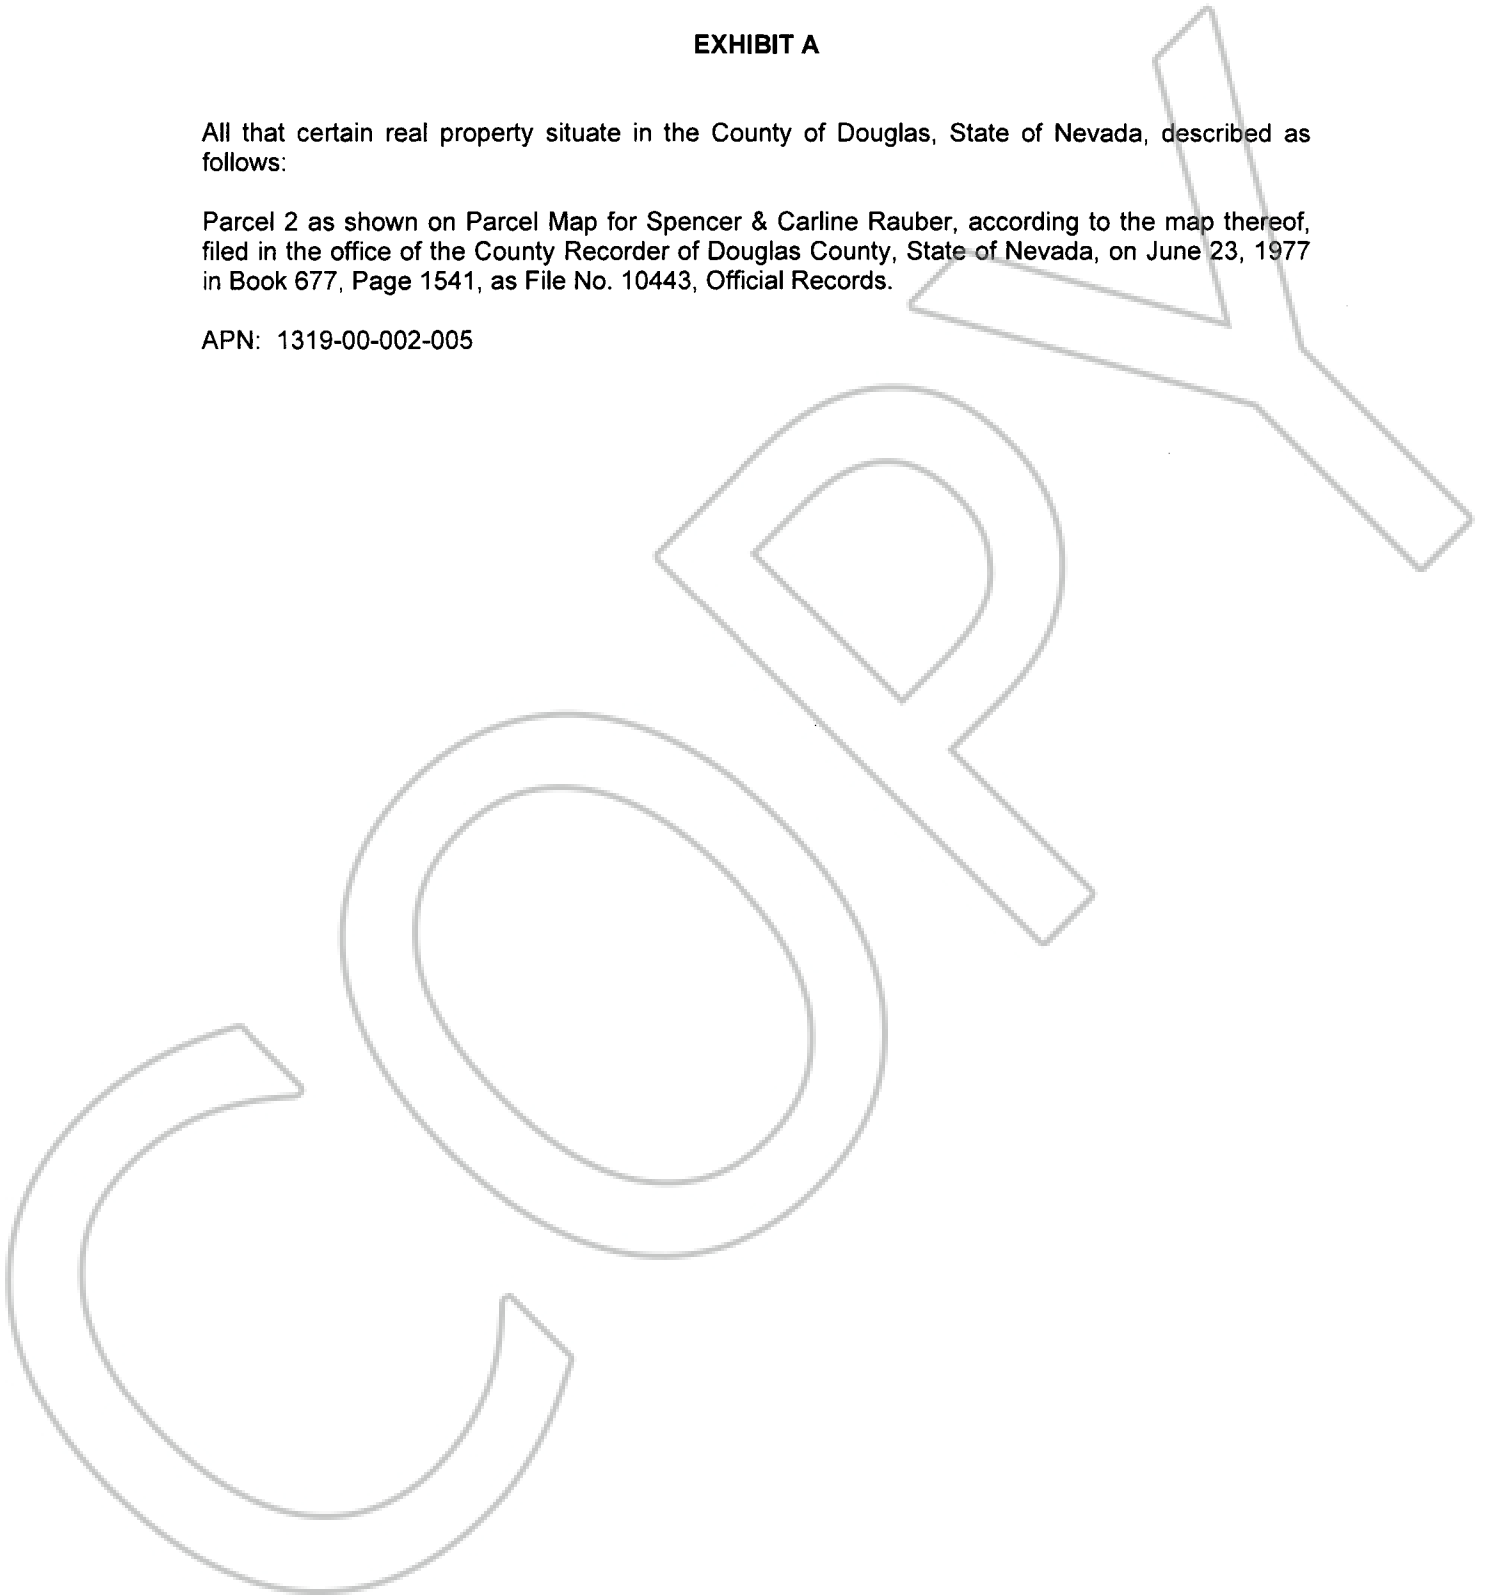 EXHIBIT A
All that certain real property situate in the County of Douglas, State of Nevada, described as
follows:
Parcel 2 as shown on Parcel Map for Spencer & Carline Rauber, according to the map thereof,
filed in the office of the County Recorder of Douglas County, State of Nevada, on June 23, 1977
in Book 677, Page 1541, as File No. 10443, Official Records.
APN: 1319-00-002-005
COPY